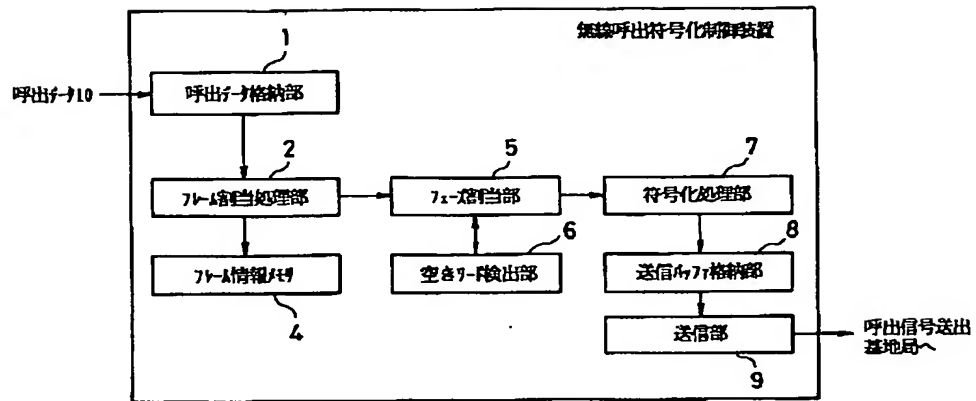 無線呼出符号化制御装置
1
呼出データ10
呼出データ格納部
2
5
7
フレーム割当処理部
フェーズ割当部
符号化処理部
6
8
フレーム情報メモリ
空きワード検出部
送信バッファ格納部
4
送信部
呼出信号送出
基地局へ
9